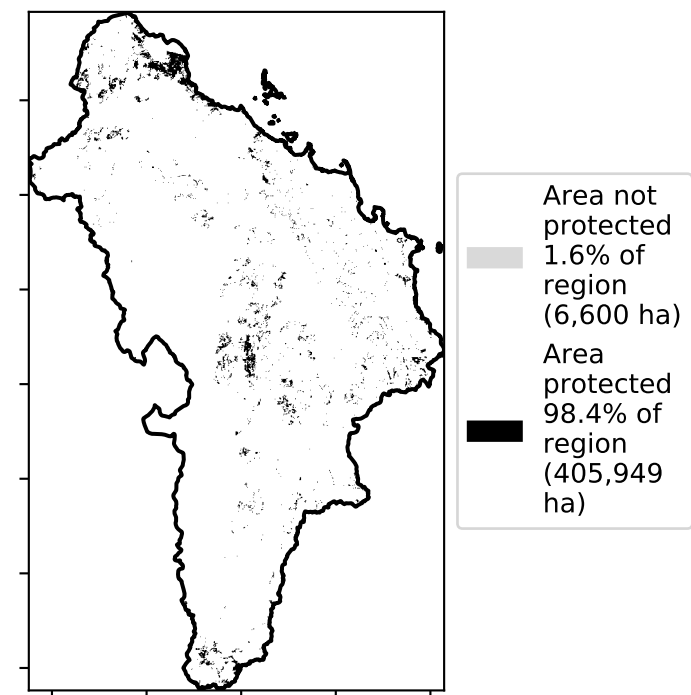 Area not
protected
1.6% of
region
(6,600 ha)
Area
protected
98.4% of
region
(405,949
ha)